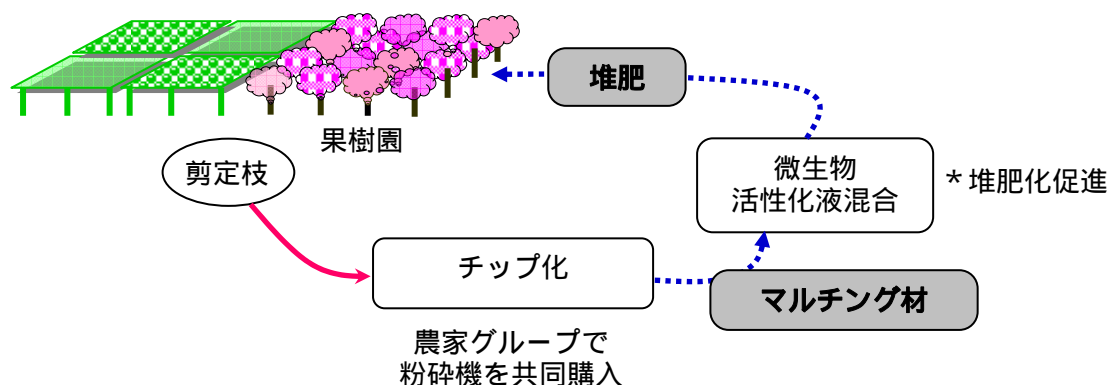 堆肥
果樹園
剪定枝
微生物
活性化液混合
＊堆肥化促進
チップ化
マルチング材
農家グループで
粉砕機を共同購入